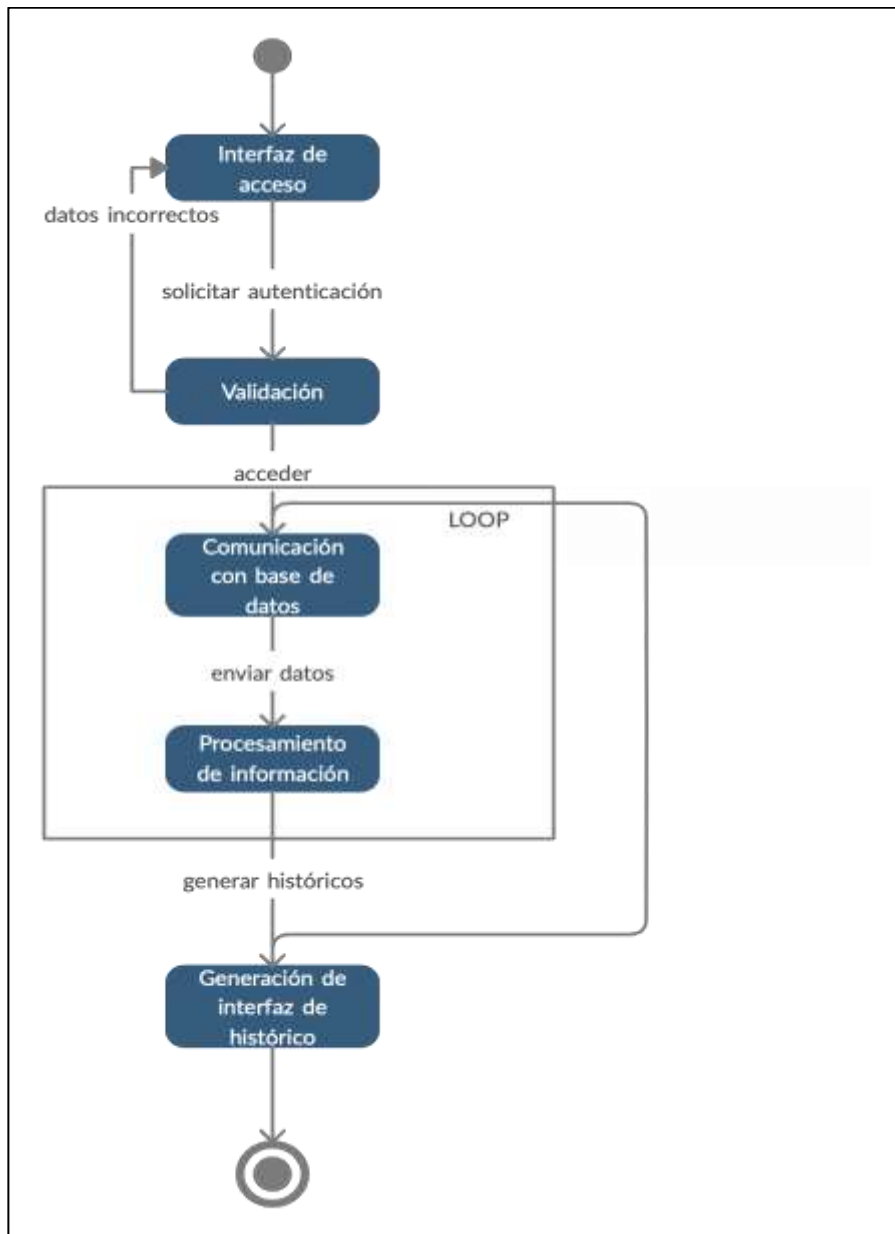 Interfaz de
acceso
datos incorrectos
solicitar autenticación
Validación
acceder
LOOP
Comunicación
con base de
datos
enviar datos
Procesamiento
de información
generar históricos
Generación de
interfaz de
histórico